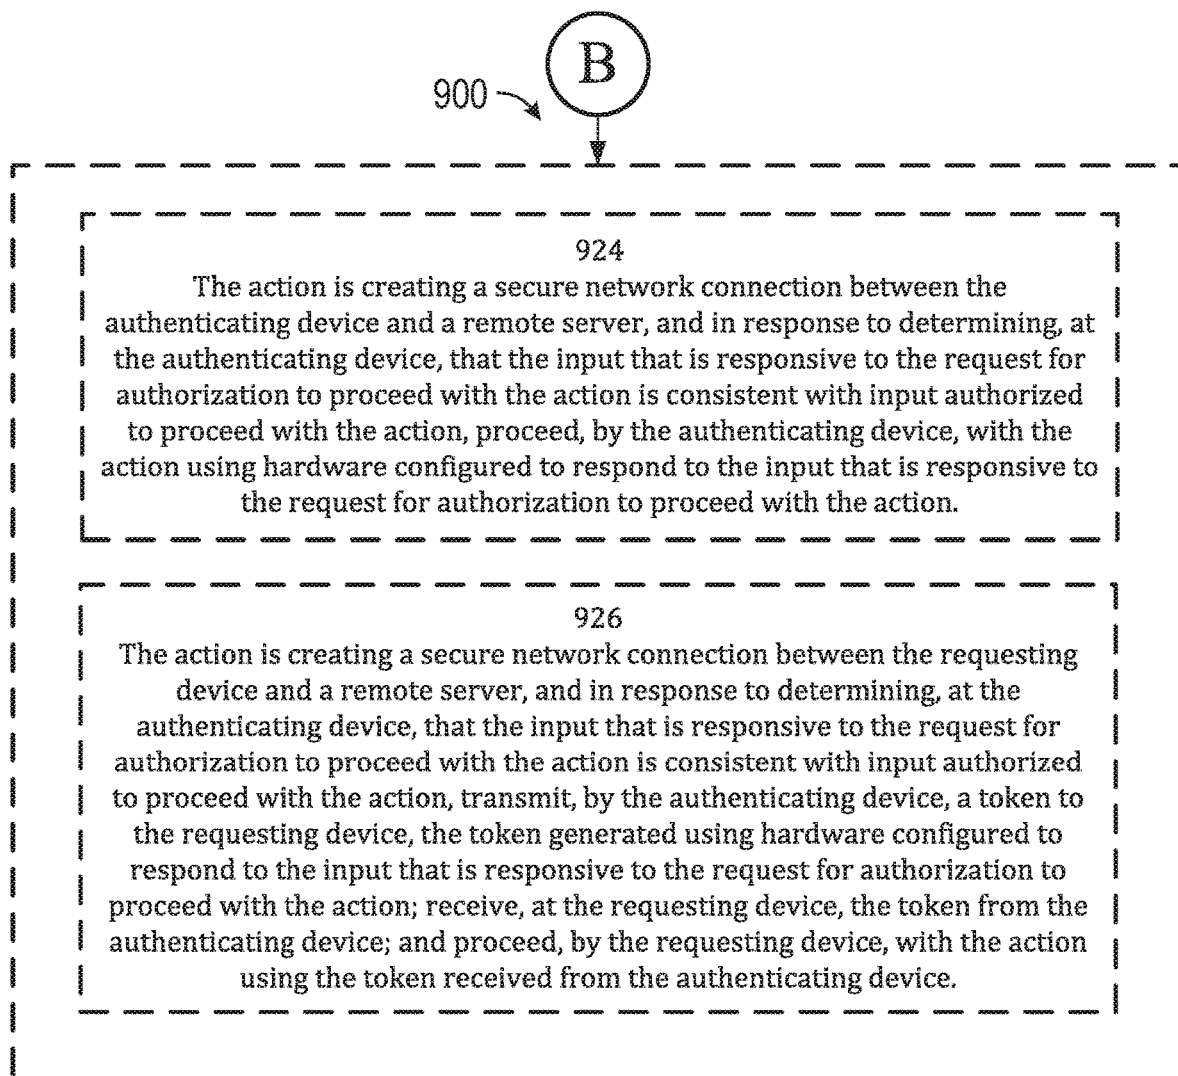 B
900
924
The action is creating a secure network connection between the
authenticating device and a remote server, and in response to determining, at
the authenticating device, that the input that is responsive to the request for
authorization to proceed with the action is consistent with input authorized
to proceed with the action, proceed, by the authenticating device, with the
action using hardware configured to respond to the input that is responsive to
the request for authorization to proceed with the action.
926
The action is creating a secure network connection between the requesting
device and a remote server, and in response to determining, at the
authenticating device, that the input that is responsive to the request for
authorization to proceed with the action is consistent with input authorized
to proceed with the action, transmit, by the authenticating device, a token to
the requesting device, the token generated using hardware configured to
respond to the input that is responsive to the request for authorization to
proceed with the action; receive, at the requesting device, the token from the
authenticating device; and proceed, by the requesting device, with the action
using the token received from the authenticating device.